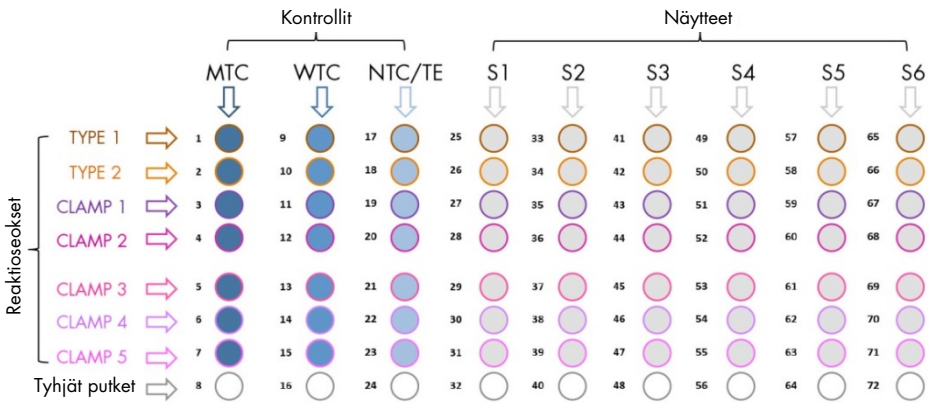 Kontrollit Näytteet
MTC WTC NTC/TE S1 S2 S3 S4 S5 S6
Reaktioseokset
TYPE 1 1 9 17 25 33 41 49 57 65
TYPE 2 2 10 18 26 34 42 50 58 66
CLAMP 1 3 11 19 27 35 43 51 59 67
CLAMP 2 4 12 20 28 36 44 52 60 68
CLAMP 3 5 13 21 29 37 45 53 61 69
CLAMP 4 6 14 22 30 38 46 54 62 70
CLAMP 5 7 15 23 31 39 47 55 63 71
Tyhjät putket 8 16 24 32 40 48 56 64 72